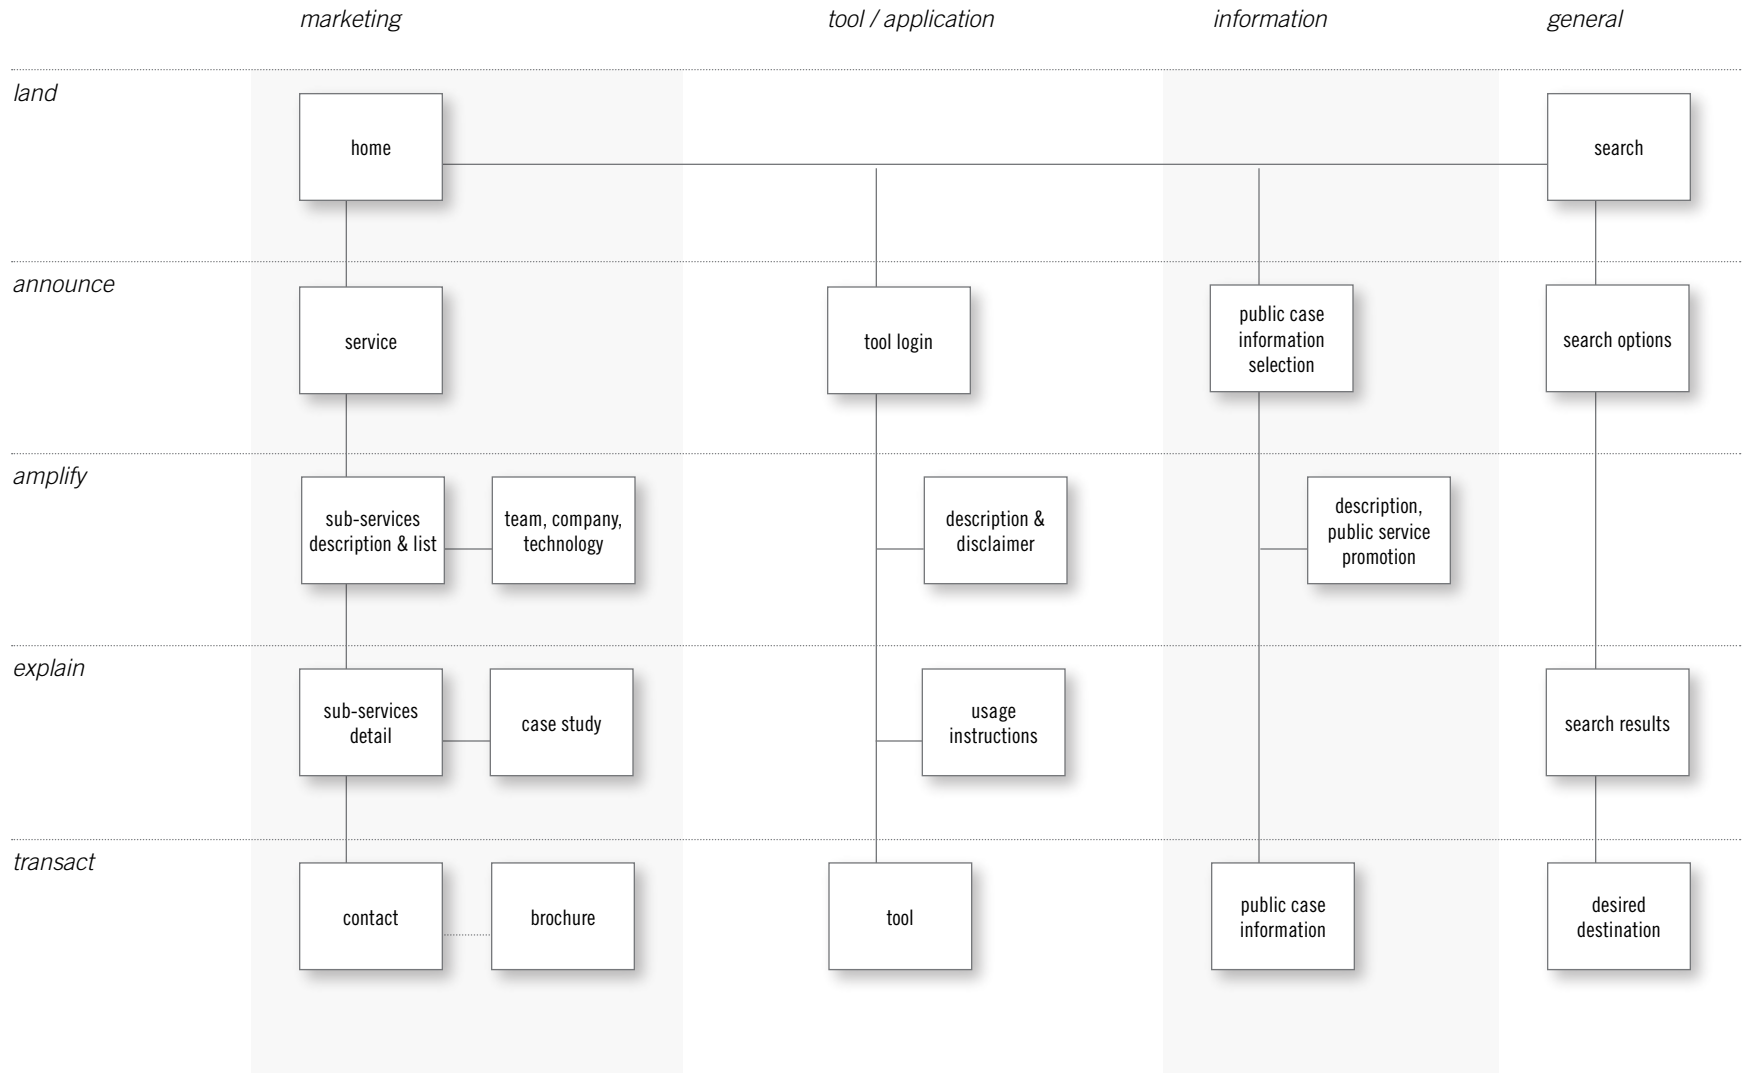 marketing
tool / application
information
general
land
home
search
announce
service
tool login
public case
information
selection
search options
amplify
sub-services
description & list
team, company,
technology
description &
disclaimer
description,
public service
promotion
explain
sub-services
detail
case study
usage
instructions
search results
transact
contact
brochure
tool
public case
information
desired
destination